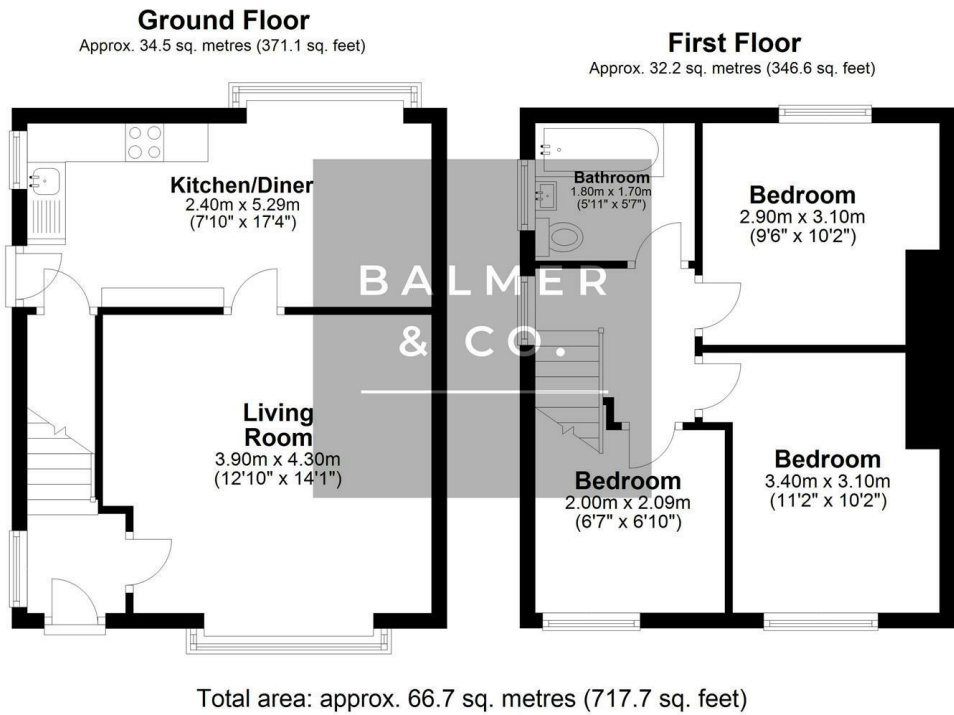 Ground Floor
Approx. 34.5 sq. metres (371.1 sq. feet)
Kitchen/Diner
2.40m x 5.29m
(7'10" x 17'4")
Living
Room
3.90m x 4.30m
(12'10" x 14'1")
First Floor
Approx. 32.2 sq. metres (346.6 sq. feet)
Bathroom
1.80m x 1.70m
(5'11" x 5'7")
Bedroom
2.90m x 3.10m
(9'6" x 10'2")
Bedroom
2.00m x 2.09m
(6'7" x 6'10")
Bedroom
3.40m x 3.10m
(11'2" x 10'2")
BALMER
& CO.
Total area: approx. 66.7 sq. metres (717.7 sq. feet)